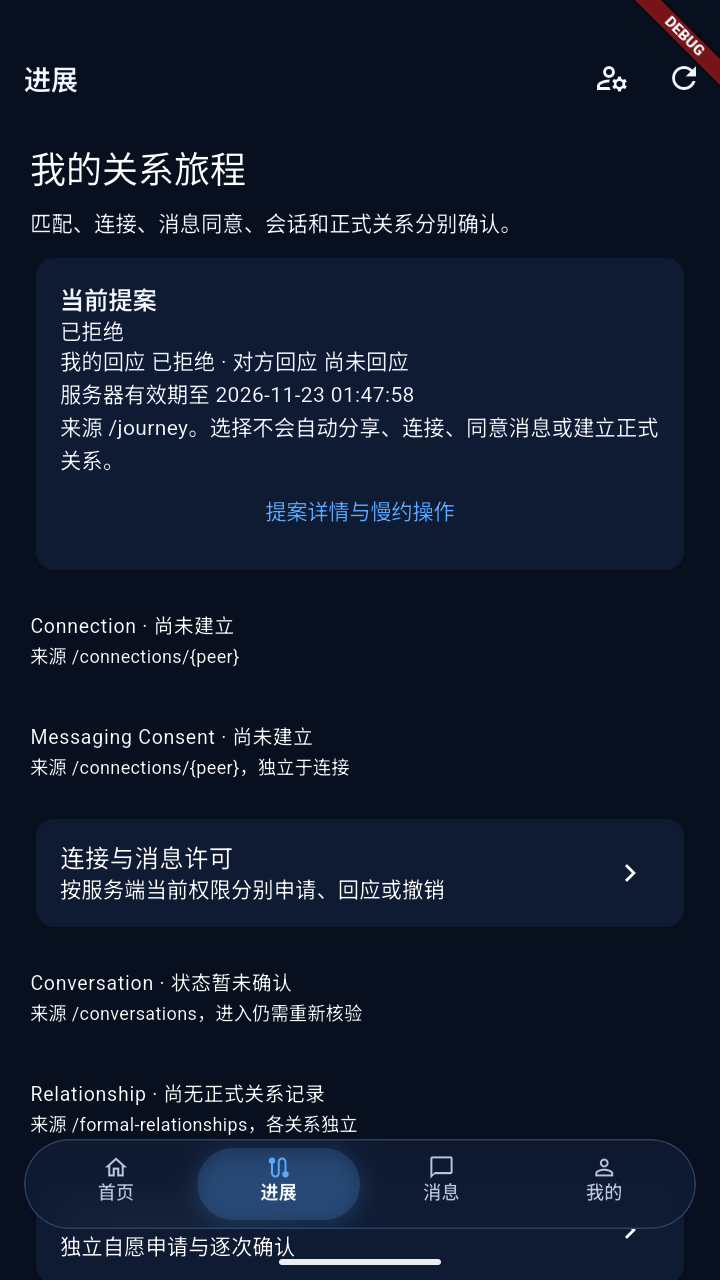 DEBUG
进展
我的关系旅程
匹配、连接、消息同意、会话和正式关系分别确认。
当前提案
已拒绝
我的回应 已拒绝 · 对方回应 尚未回应
服务器有效期至 2026-11-23 01:47:58
来源 /journey。选择不会自动分享、连接、同意消息或建立正式
关系。
提案详情与慢约操作
Connection · 尚未建立
来源 /connections/{peer}
Messaging Consent · 尚未建立
来源 /connections/{peer}，独立于连接
连接与消息许可
按服务端当前权限分别申请、回应或撤销
Conversation · 状态暂未确认
来源 /conversations，进入仍需重新核验
Relationship · 尚无正式关系记录
来源 /formal-relationships，各关系独立
首页
进展
消息
我的
独立自愿申请与逐次确认